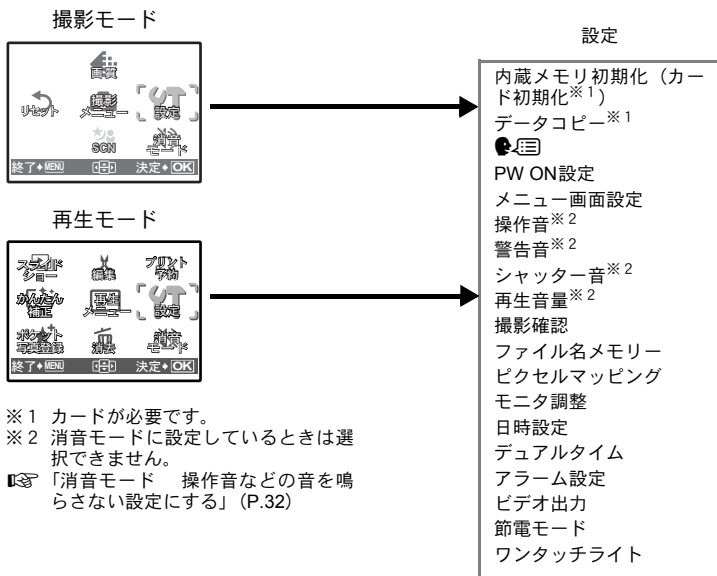 撮影モード
画質
リセット
撮影
メニュー
設定
SCN
消音
モード
終了 MENU
決定 OK
再生モード
スライド
ショー
編集
プリント
予約
かんたん
補正
再生
メニュー
設定
ポケット
写真登録
消去
消音
モード
終了 MENU
決定 OK
※1 カードが必要です。
※2 消音モードに設定しているときは選
択できません。
「消音モード 操作音などの音を鳴
らさない設定にする」(P.32)
設定
内蔵メモリ初期化(カー
ド初期化※1)
データコピー※1
PW ON設定
メニュー画面設定
操作音※2
警告音※2
シャッター音※2
再生音量※2
撮影確認
ファイル名メモリー
ピクセルマッピング
モニタ調整
日時設定
デュアルタイム
アラーム設定
ビデオ出力
節電モード
ワンタッチライト